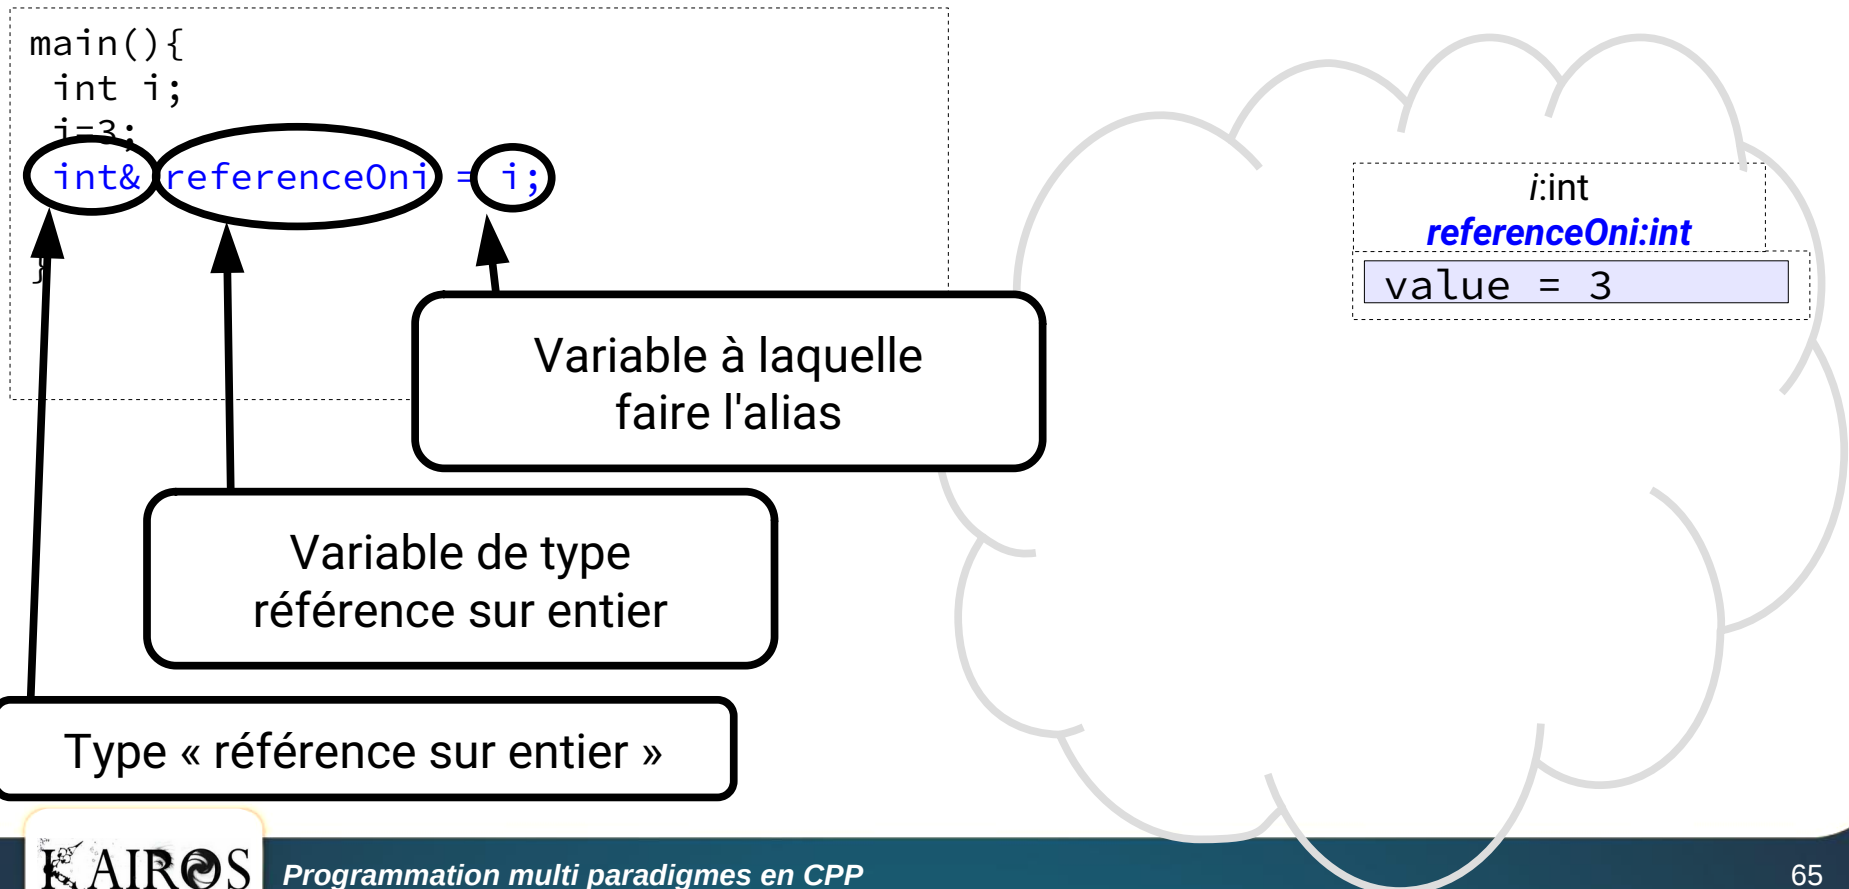 main(){
int i;
i=3;
int& referenceOni = i;
}
i:int
referenceOni:int
value = 3
Variable à laquelle
faire l'alias
Variable de type
référence sur entier
Type « référence sur entier »
KAIROS
Programmation multi paradigmes en CPP
65